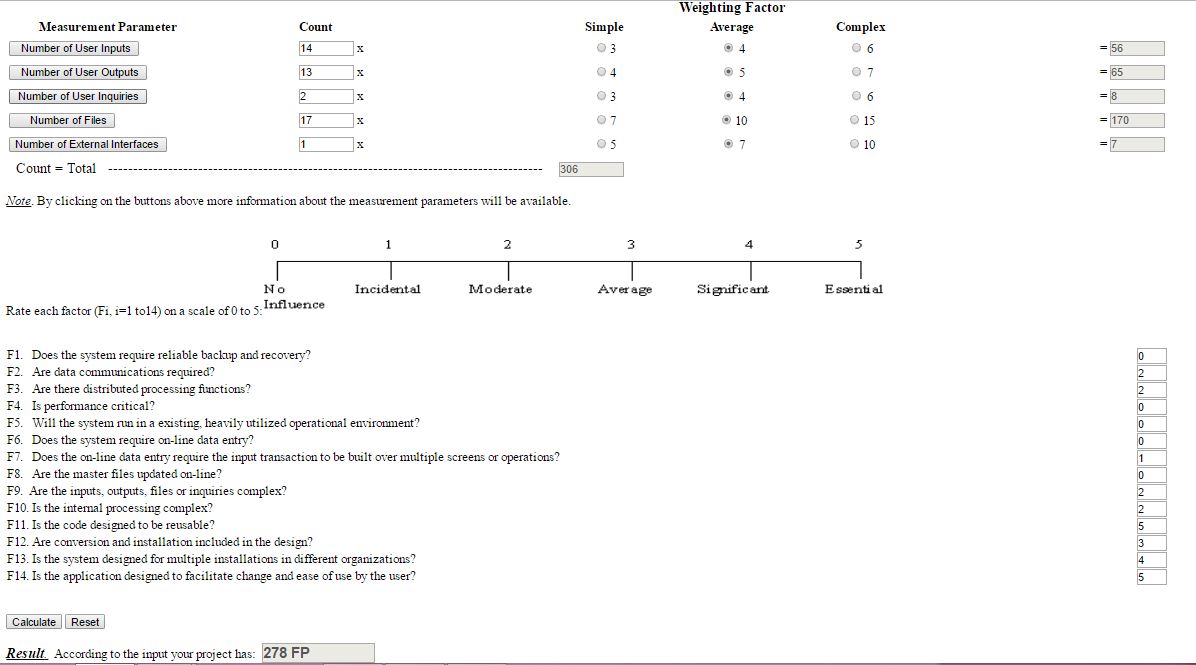 Weighting Factor
Measurement Parameter Count Simple Average Complex
Number of User Inputs 14 x 3 4 6 = 56
Number of User Outputs 13 x 4 5 7 = 65
Number of User Inquiries 2 x 3 4 6 = 8
Number of Files 17 x 7 10 15 = 170
Number of External Interfaces 1 x 5 7 10 = 7
Count = Total ---------------------------------------------------------------------------------------- 306
Note. By clicking on the buttons above more information about the measurement parameters will be available.
0 1 2 3 4 5
No Influence Incidental Moderate Average Significant Essential
Rate each factor (Fi, i=1 to14) on a scale of 0 to 5:
F1. Does the system require reliable backup and recovery? 0
F2. Are data communications required? 2
F3. Are there distributed processing functions? 2
F4. Is performance critical? 0
F5. Will the system run in a existing, heavily utilized operational environment? 0
F6. Does the system require on-line data entry? 0
F7. Does the on-line data entry require the input transaction to be built over multiple screens or operations? 1
F8. Are the master files updated on-line? 0
F9. Are the inputs, outputs, files or inquiries complex? 2
F10. Is the internal processing complex? 2
F11. Is the code designed to be reusable? 5
F12. Are conversion and installation included in the design? 3
F13. Is the system designed for multiple installations in different organizations? 4
F14. Is the application designed to facilitate change and ease of use by the user? 5
Calculate Reset
Result. According to the input your project has: 278 FP